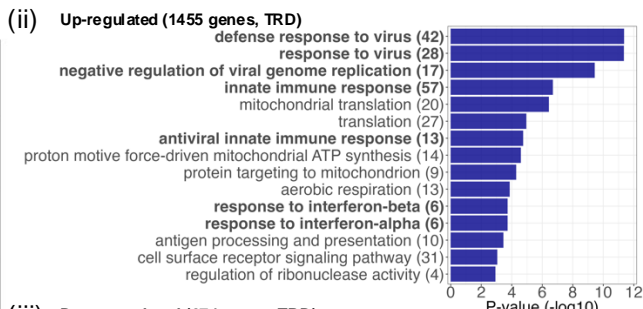 (ii) Up-regulated (1455 genes, TRD)
defense response to virus (42)
response to virus (28)
negative regulation of viral genome replication (17)
innate immune response (57)
mitochondrial translation (20)
translation (27)
antiviral innate immune response (13)
proton motive force-driven mitochondrial ATP synthesis (14)
protein targeting to mitochondrion (9)
aerobic respiration (13)
response to interferon-beta (6)
response to interferon-alpha (6)
antigen processing and presentation (10)
cell surface receptor signaling pathway (31)
regulation of ribonuclease activity (4)
0 2 4 6 8 10 12
P-value (-log10)